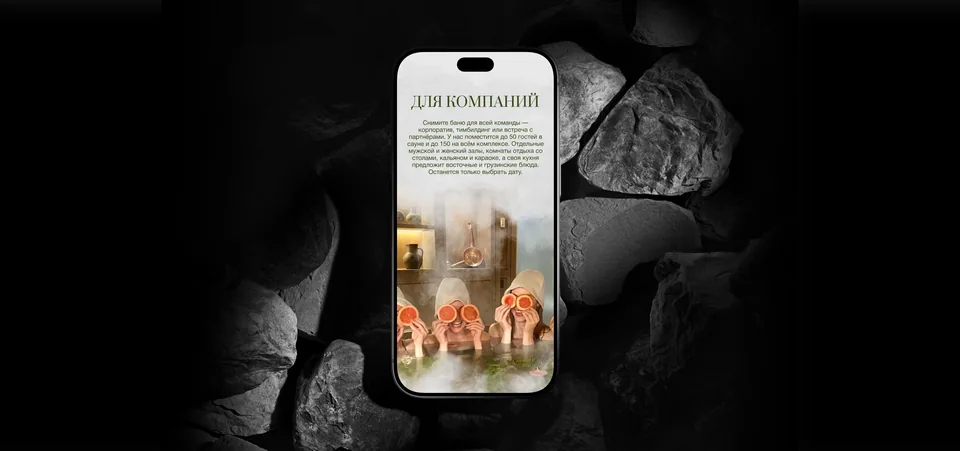 ДЛЯ КОМПАНИЙ
Снимите баню для всей команды —
корпоратив, тимбилдинг или встреча с
партнёрами. У нас поместится до 50 гостей в
сауне и до 150 на всём комплексе. Отдельные
мужской и женский залы, комнаты отдыха со
столами, кальяном и караоке, а своя кухня
предложит восточные и грузинские блюда.
Останется только выбрать дату.